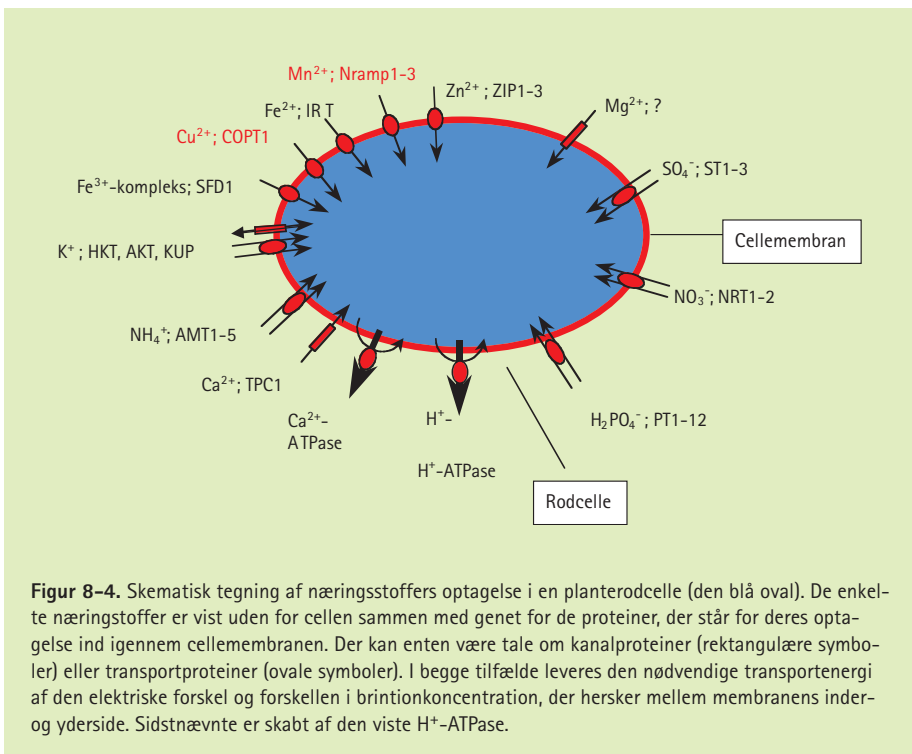 Mn²⁺; Nramp1-3
Zn²⁺ ; ZIP1-3
Fe²⁺; IR T
Mg²⁺; ?
Cu²⁺; COPT1
SO₄⁻; ST1-3
Fe³⁺-kompleks; SFD1
Cellemembran
K⁺ ; HKT, AKT, KUP
NO₃⁻; NRT1-2
NH₄⁺; AMT1-5
Ca²⁺; TPC1
Ca²⁺-
ATPase
H⁺-
H⁺-ATPase
H₂PO₄⁻; PT1-12
Rodcelle
Figur 8-4. Skematisk tegning af næringsstoffers optagelse i en planterodcelle (den blå oval). De enkel-
te næringstoffer er vist uden for cellen sammen med genet for de proteiner, der står for deres opta-
gelse ind igennem cellemembranen. Der kan enten være tale om kanalproteiner (rektangulære symbo-
ler) eller transportproteiner (ovale symboler). I begge tilfælde leveres den nødvendige transportenergi
af den elektriske forskel og forskellen i brintionkoncentration, der hersker mellem membranens inder-
og yderside. Sidstnævnte er skabt af den viste H⁺-ATPase.